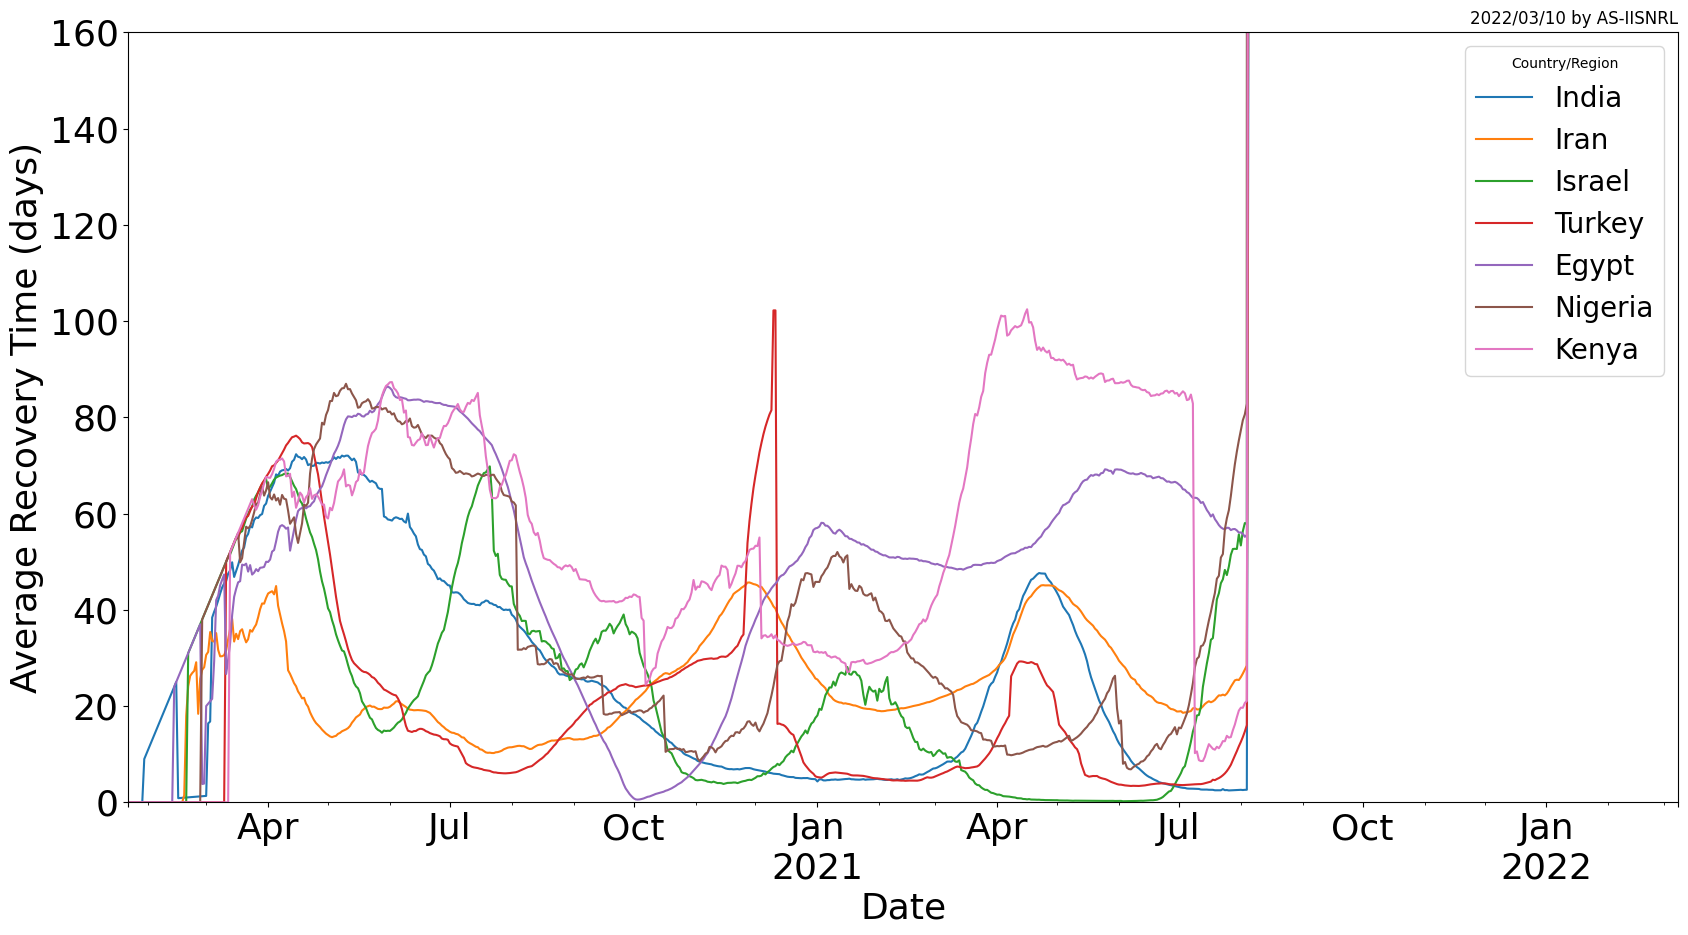 2022/03/10 by AS-IISNRL
Average Recovery Time (days)
160
140
120
100
80
60
40
20
0
Country/Region
India
Iran
Israel
Turkey
Egypt
Nigeria
Kenya
Apr Jul Oct Jan Apr Jul Oct Jan
2021 2022
Date